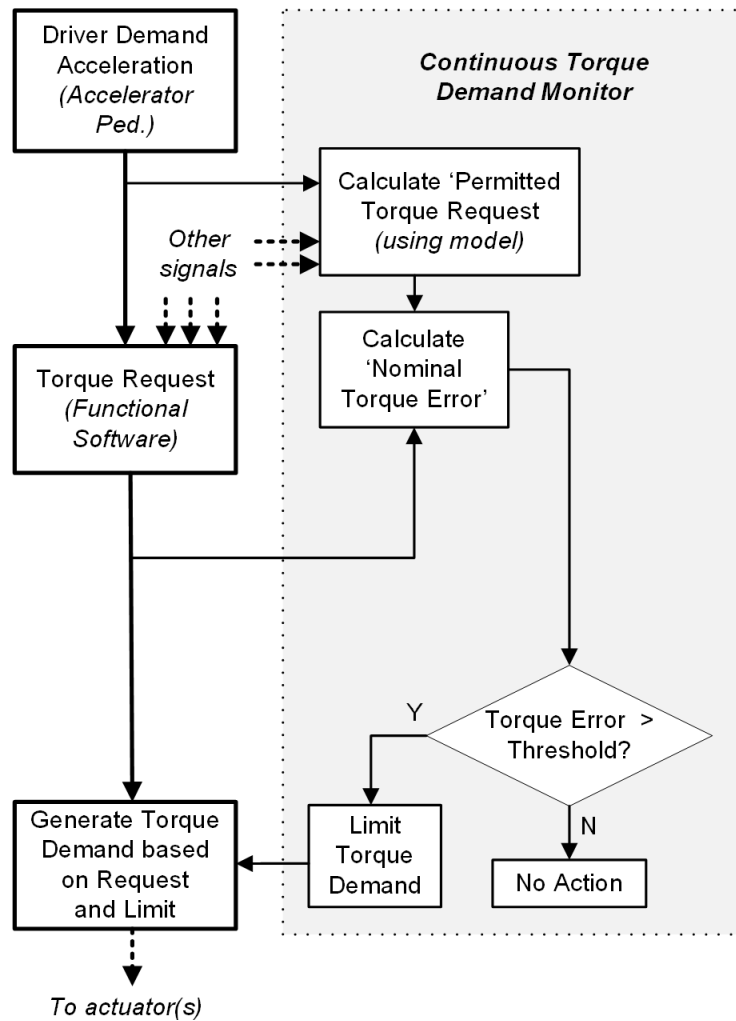 Driver Demand
Acceleration
(Accelerator
Ped.)
Continuous Torque
Demand Monitor
Calculate ‘Permitted
Torque Request
(using model)
Other
signals
Calculate
‘Nominal
Torque Error’
Torque Request
(Functional
Software)
Y
Torque Error >
Threshold?
N
Generate Torque
Demand based
on Request
and Limit
Limit
Torque
Demand
No Action
To actuator(s)